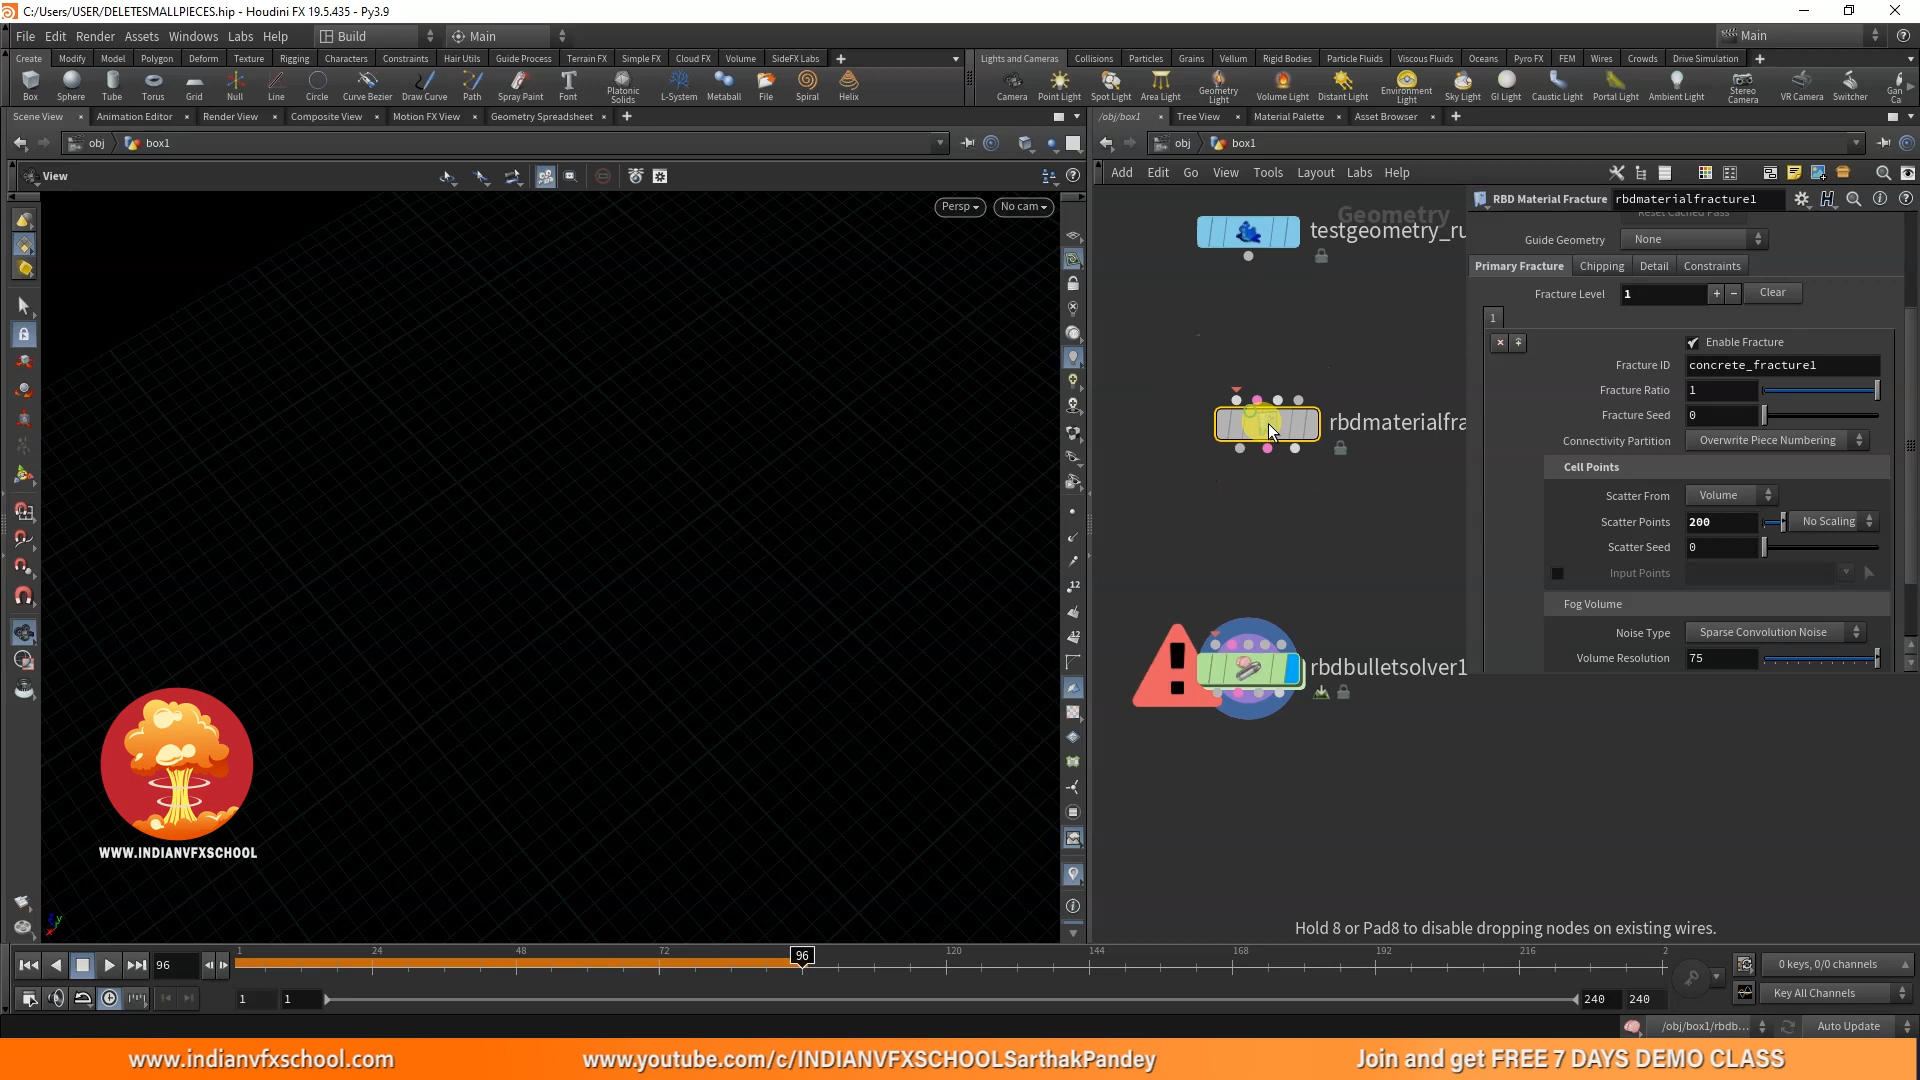 C:/Users/USER/DELETESMALLPIECES.hip - Houdini FX 19.5.435 - Py3.9
File Edit Render Assets Windows Labs Help Build Main Main
Create Modify Model Polygon Deform Texture Rigging Characters Constraints Hair Utils Guide Process Terrain FX Simple FX Cloud FX Volume SideFX Labs
Lights and Cameras Collisions Particles Grains Vellum Rigid Bodies Particle Fluids Viscous Fluids Oceans Pyro FX FEM Wires Crowds Drive Simulation
Box Sphere Tube Torus Grid Null Line Circle Curve Bezier Draw Curve Path Spray Paint Font Platonic Solids L-System Metaball File Spiral Helix
Camera Point Light Spot Light Area Light Geometry Light Volume Light Distant Light Environment Light Sky Light GI Light Caustic Light Portal Light Ambient Light Stereo Camera VR Camera Switcher Gan Ca
Scene View Animation Editor Render View Composite View Motion FX View Geometry Spreadsheet
/obj/box1 Tree View Material Palette Asset Browser
obj box1
obj box1
View
Add Edit Go View Tools Layout Labs Help
Persp No cam
RBD Material Fracture rbdmaterialfracture1
Reset Cached Pass
Guide Geometry None
Primary Fracture Chipping Detail Constraints
Fracture Level 1 + − Clear
1
Enable Fracture
Fracture ID concrete_fracture1
Fracture Ratio 1
Fracture Seed 0
Connectivity Partition Overwrite Piece Numbering
Cell Points
Scatter From Volume
Scatter Points 200 No Scaling
Scatter Seed 0
Input Points
Fog Volume
Noise Type Sparse Convolution Noise
Volume Resolution 75
Geometry
testgeometry_ru
rbdmaterialfra
rbdbulletsolver1
12
12
WWW.INDIANVFXSCHOOL
y
x
Hold 8 or Pad8 to disable dropping nodes on existing wires.
96 1 24 48 72 96 120 144 168 192 216 2
0 keys, 0/0 channels
1 1 240 240
Key All Channels
/obj/box1/rbdb... Auto Update
www.indianvfxschool.com www.youtube.com/c/INDIANVFXSCHOOLSarthakPandey Join and get FREE 7 DAYS DEMO CLASS